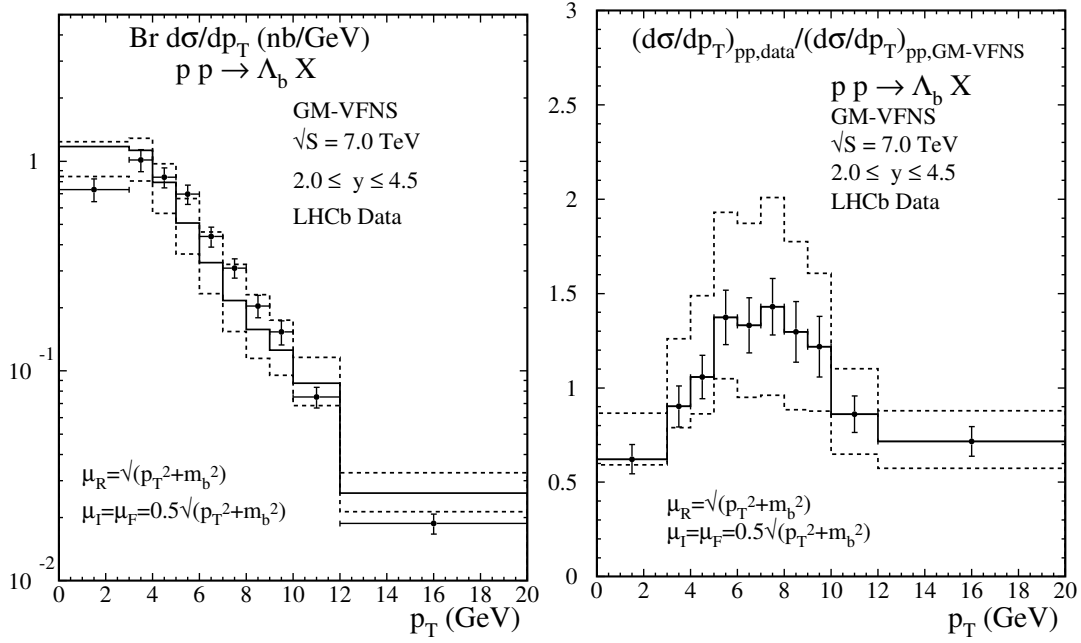 Br dσ/dp_T (nb/GeV)
p p → Λ_b X
GM-VFNS
√S = 7.0 TeV
2.0 ≤ y ≤ 4.5
LHCb Data
1
10^-1
10^-2
μ_R=√(p_T^2+m_b^2)
μ_I=μ_F=0.5√(p_T^2+m_b^2)
0 2 4 6 8 10 12 14 16 18 20
p_T (GeV)
(dσ/dp_T)_pp,data/(dσ/dp_T)_pp,GM-VFNS
p p → Λ_b X
GM-VFNS
√S = 7.0 TeV
2.0 ≤ y ≤ 4.5
LHCb Data
3
2.5
2
1.5
1
0.5
0
μ_R=√(p_T^2+m_b^2)
μ_I=μ_F=0.5√(p_T^2+m_b^2)
0 2 4 6 8 10 12 14 16 18 20
p_T (GeV)